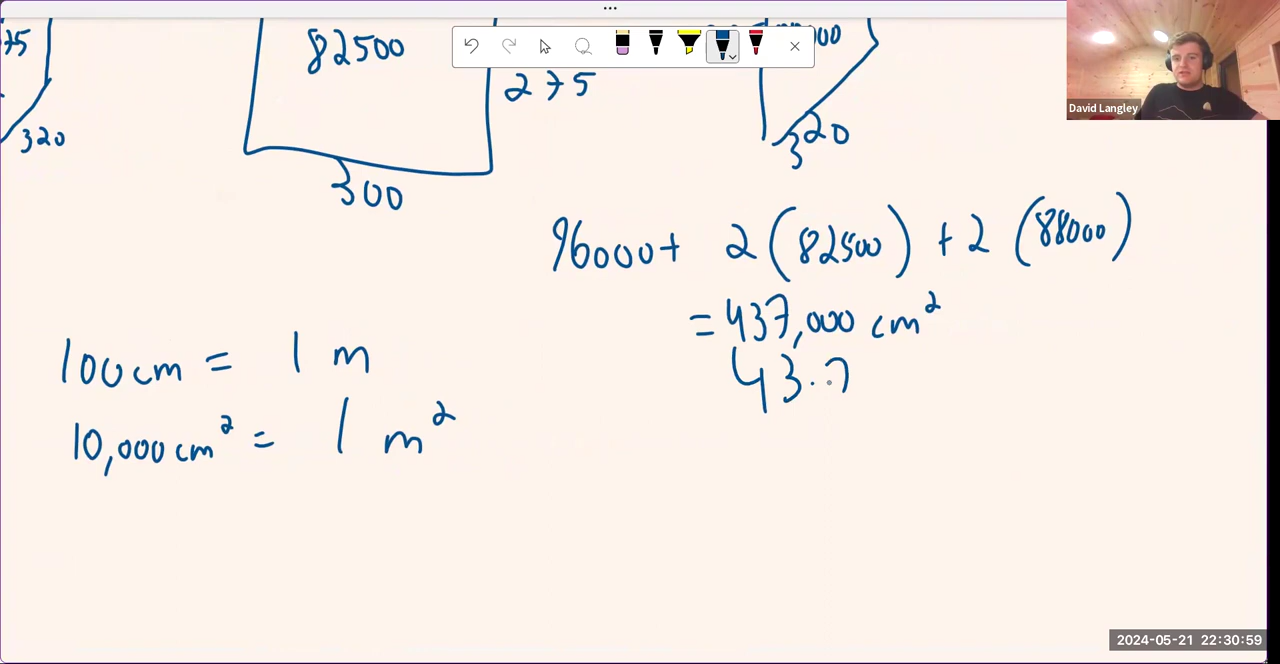 ...
David Langley
75
82500
00
275
320
300
320
96000 + 2 (82500) + 2 (88000)
= 437,000 cm²
43.7
100 cm = 1 m
10,000 cm² = 1 m²
2024-05-21 22:30:59